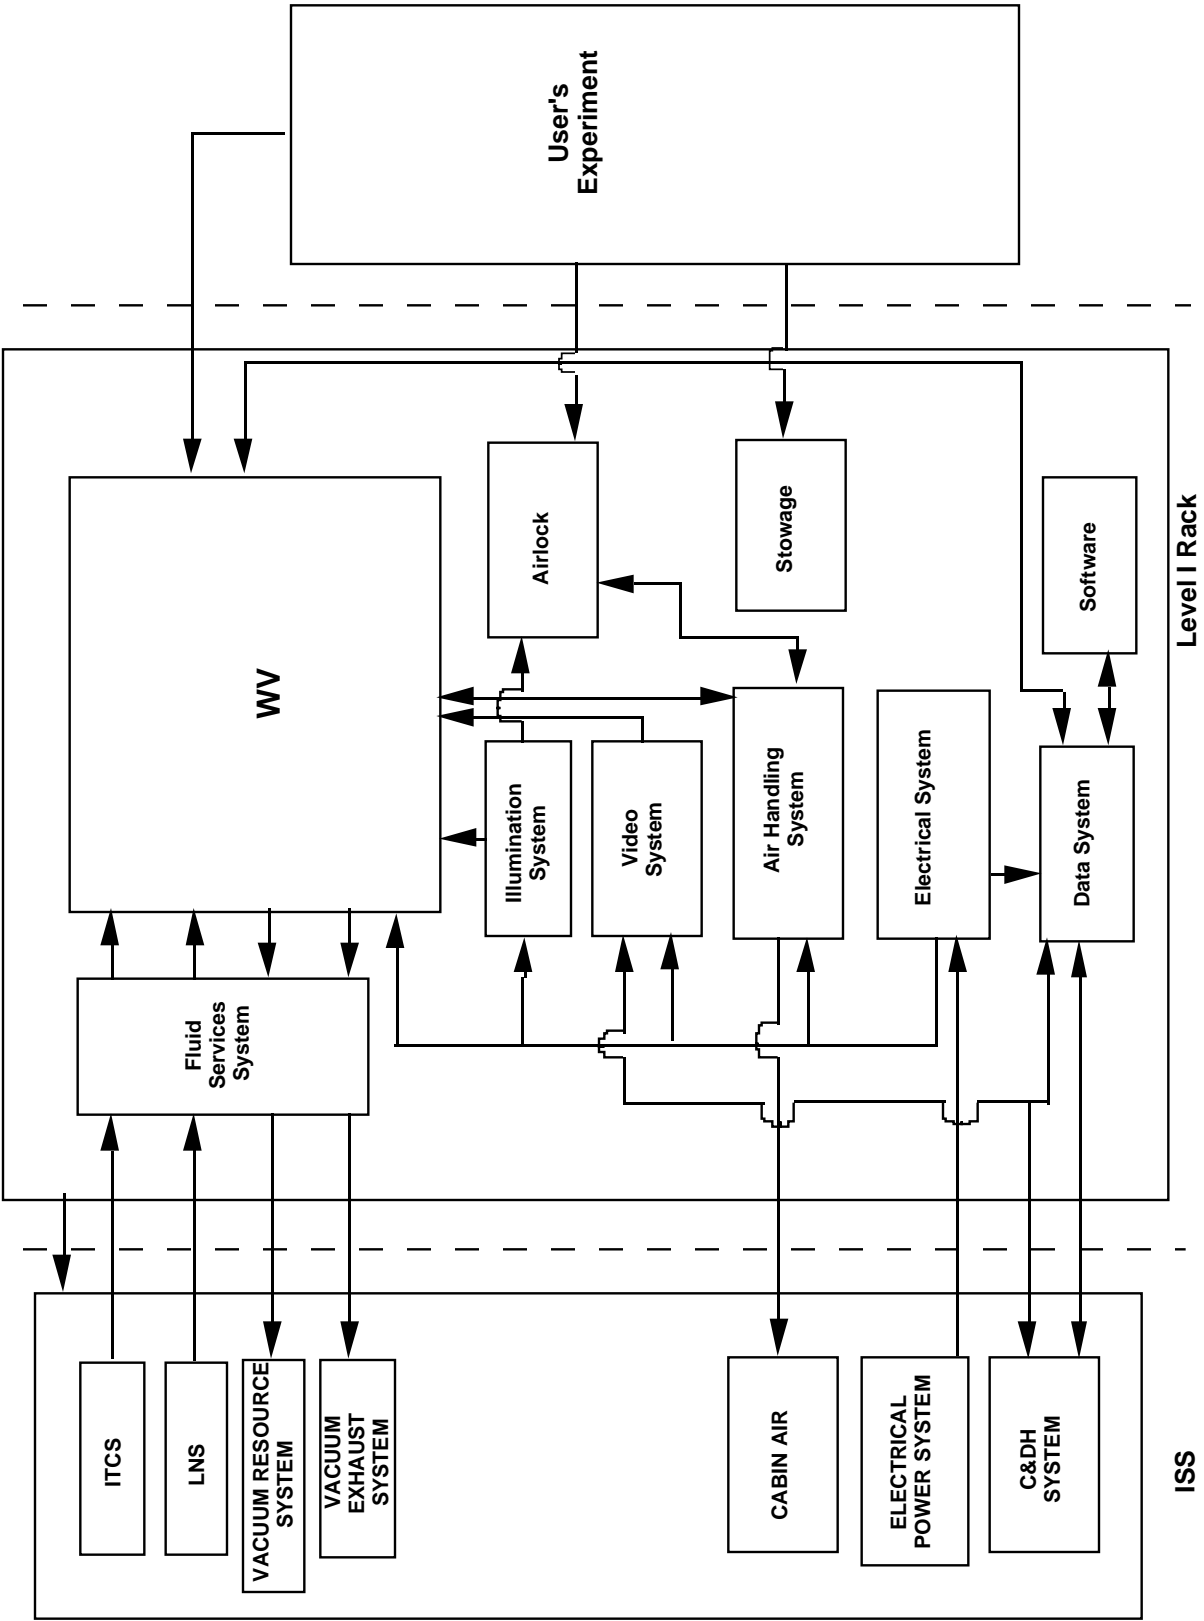 User's
Experiment
Level I Rack
WV
Airlock
Stowage
Software
Illumination
System
Video
System
Air Handling
System
Electrical System
Data System
Fluid
Services
System
ISS
ITCS
LNS
VACUUM RESOURCE
SYSTEM
VACUUM
EXHAUST
SYSTEM
CABIN AIR
ELECTRICAL
POWER SYSTEM
C&DH
SYSTEM